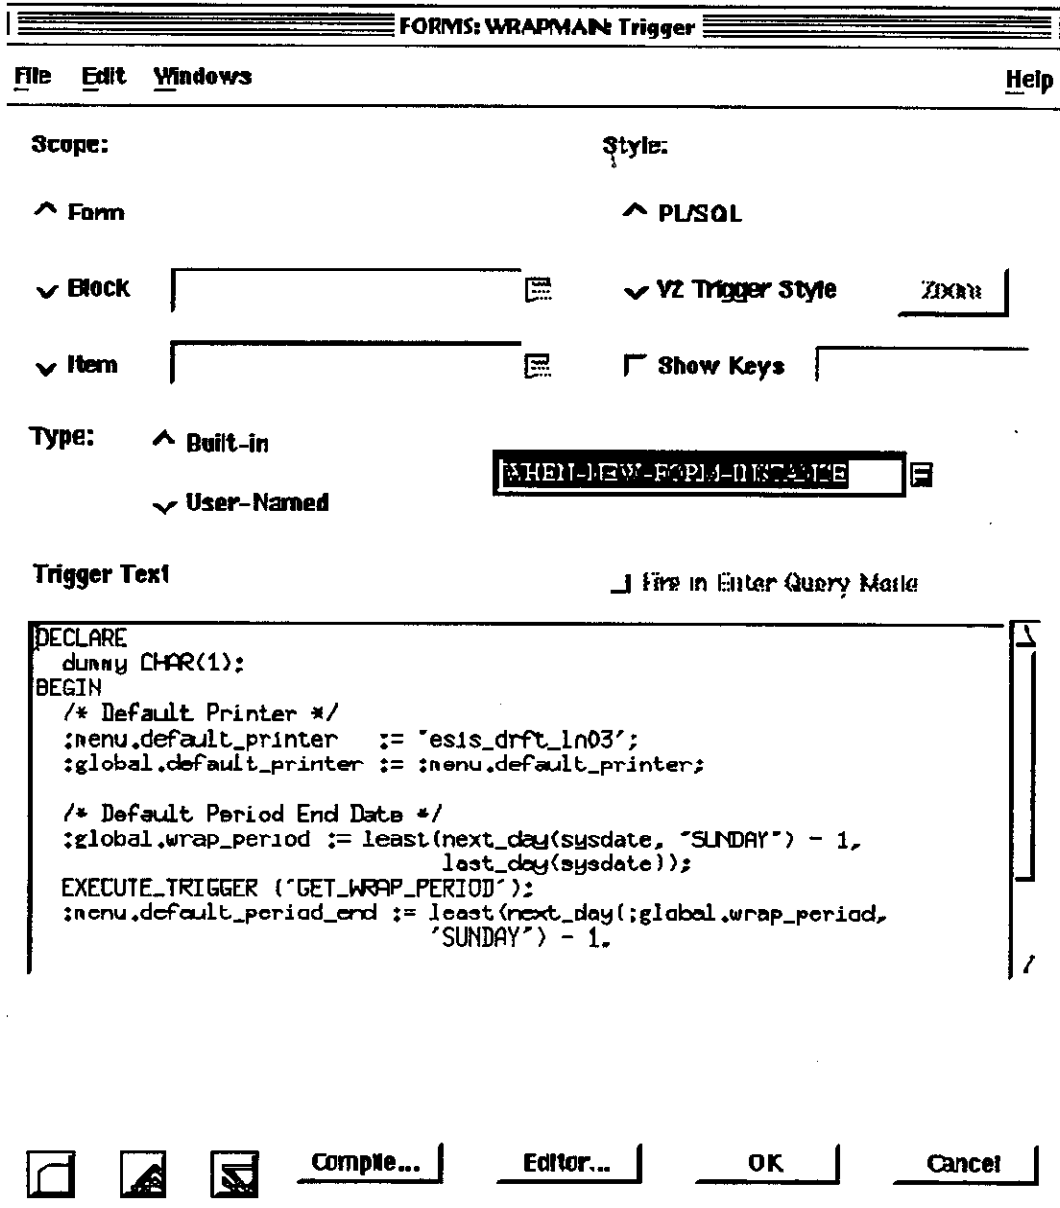 FORMS: WRAPMAN: Trigger
File Edit Windows Help
Scope: Style:
Form PL/SQL
Block V2 Trigger Style Zoom
Item Show Keys
Type: Built-in
WHEN-NEW-FORM-INSTANCE
User-Named
Trigger Text Fire in Enter Query Mode
DECLARE
dummy CHAR(1);
BEGIN
/* Default Printer */
:menu.default_printer := 'esis_drft_ln03';
:global.default_printer := :menu.default_printer;
/* Default Period End Date */
:global.wrap_period := least(next_day(sysdate, 'SUNDAY') - 1,
last_day(sysdate));
EXECUTE_TRIGGER ('GET_WRAP_PERIOD');
:menu.default_period_end := least(next_day(:global.wrap_period,
'SUNDAY') - 1,
Compile... Editor... OK Cancel